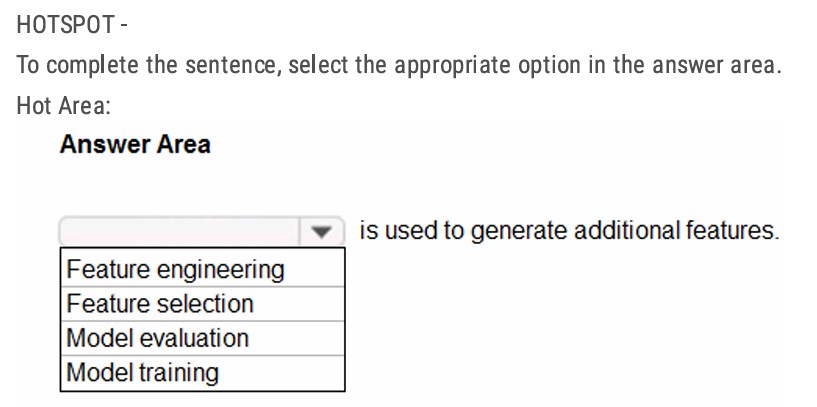 HOTSPOT -
To complete the sentence, select the appropriate option in the answer area.
Hot Area:
Answer Area
is used to generate additional features.
Feature engineering
Feature selection
Model evaluation
Model training